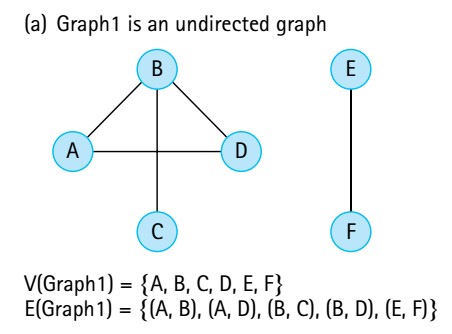 (a) Graph1 is an undirected graph
B
E
A
D
C
F
V(Graph1) = {A, B, C, D, E, F}
E(Graph1) = {(A, B), (A, D), (B, C), (B, D), (E, F)}